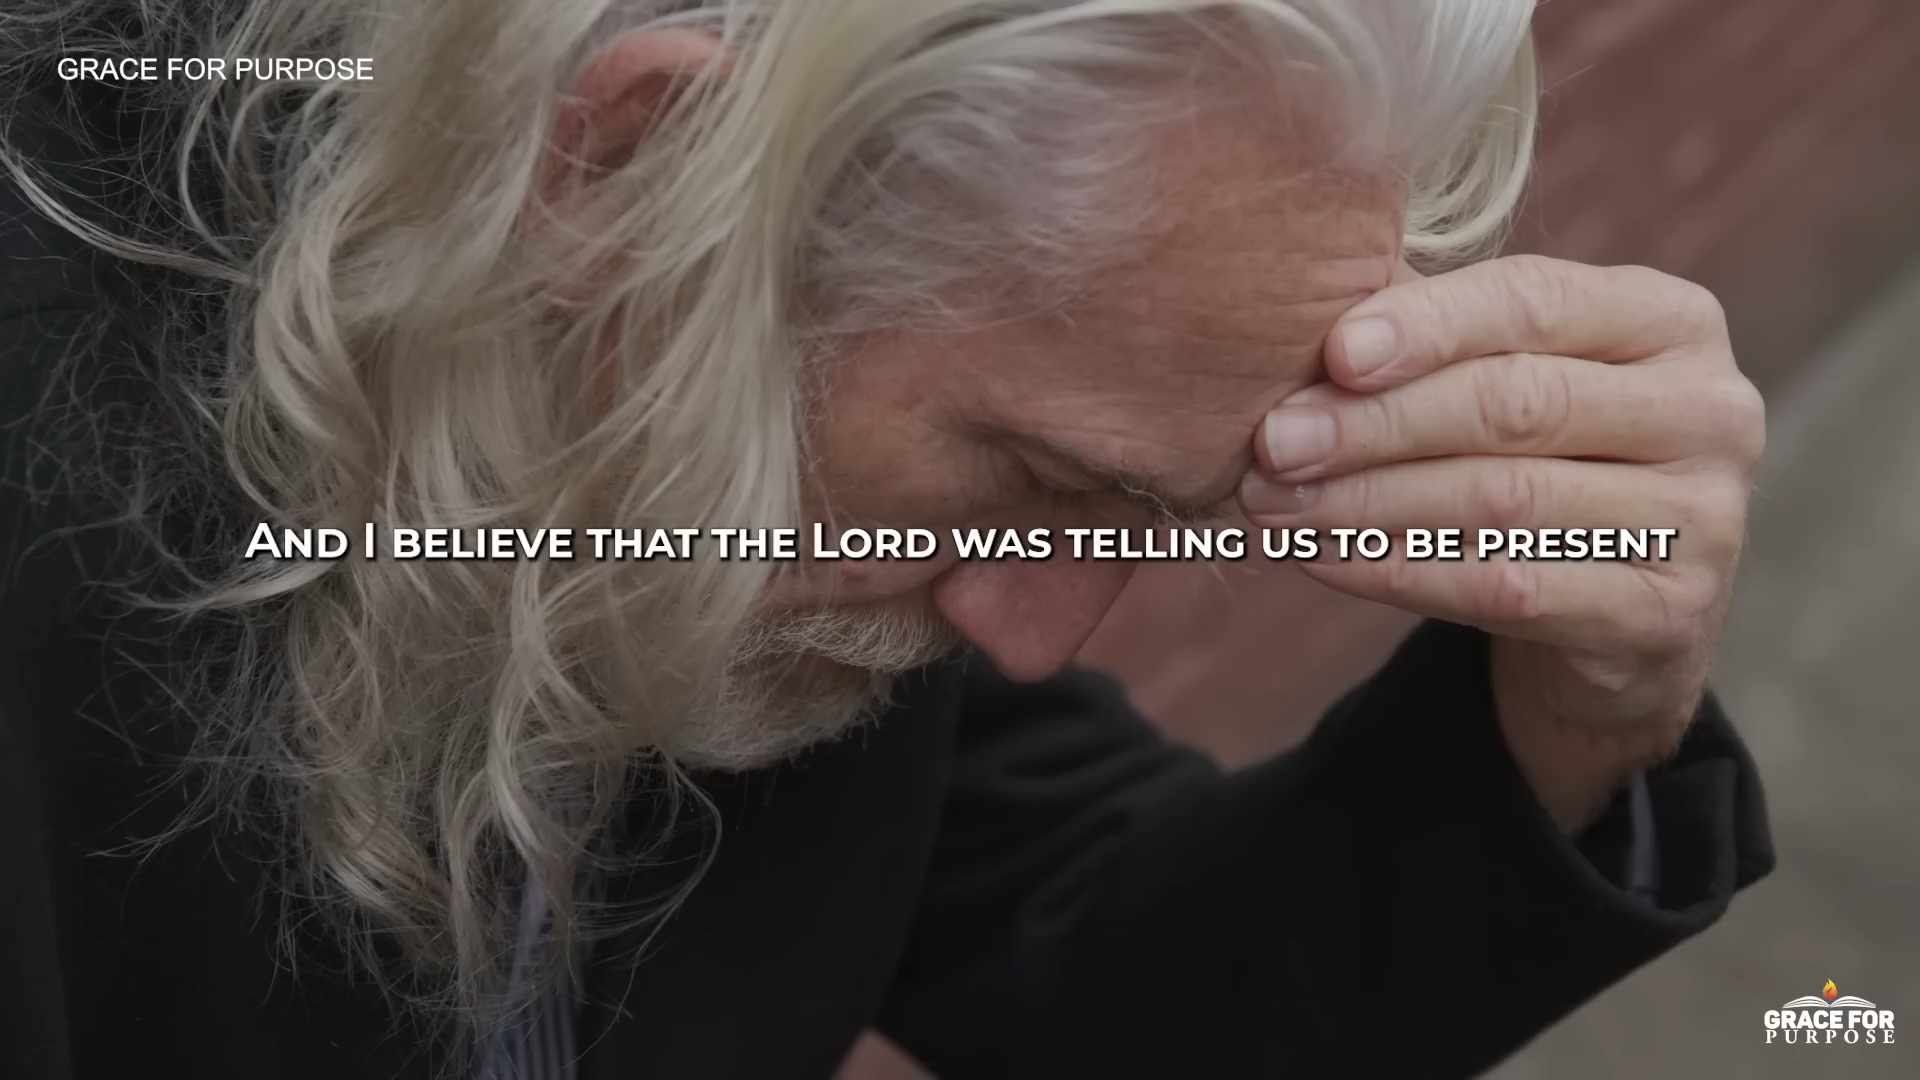 GRACE FOR PURPOSE
And I believe that the Lord was telling us to be present
GRACE FOR
PURPOSE